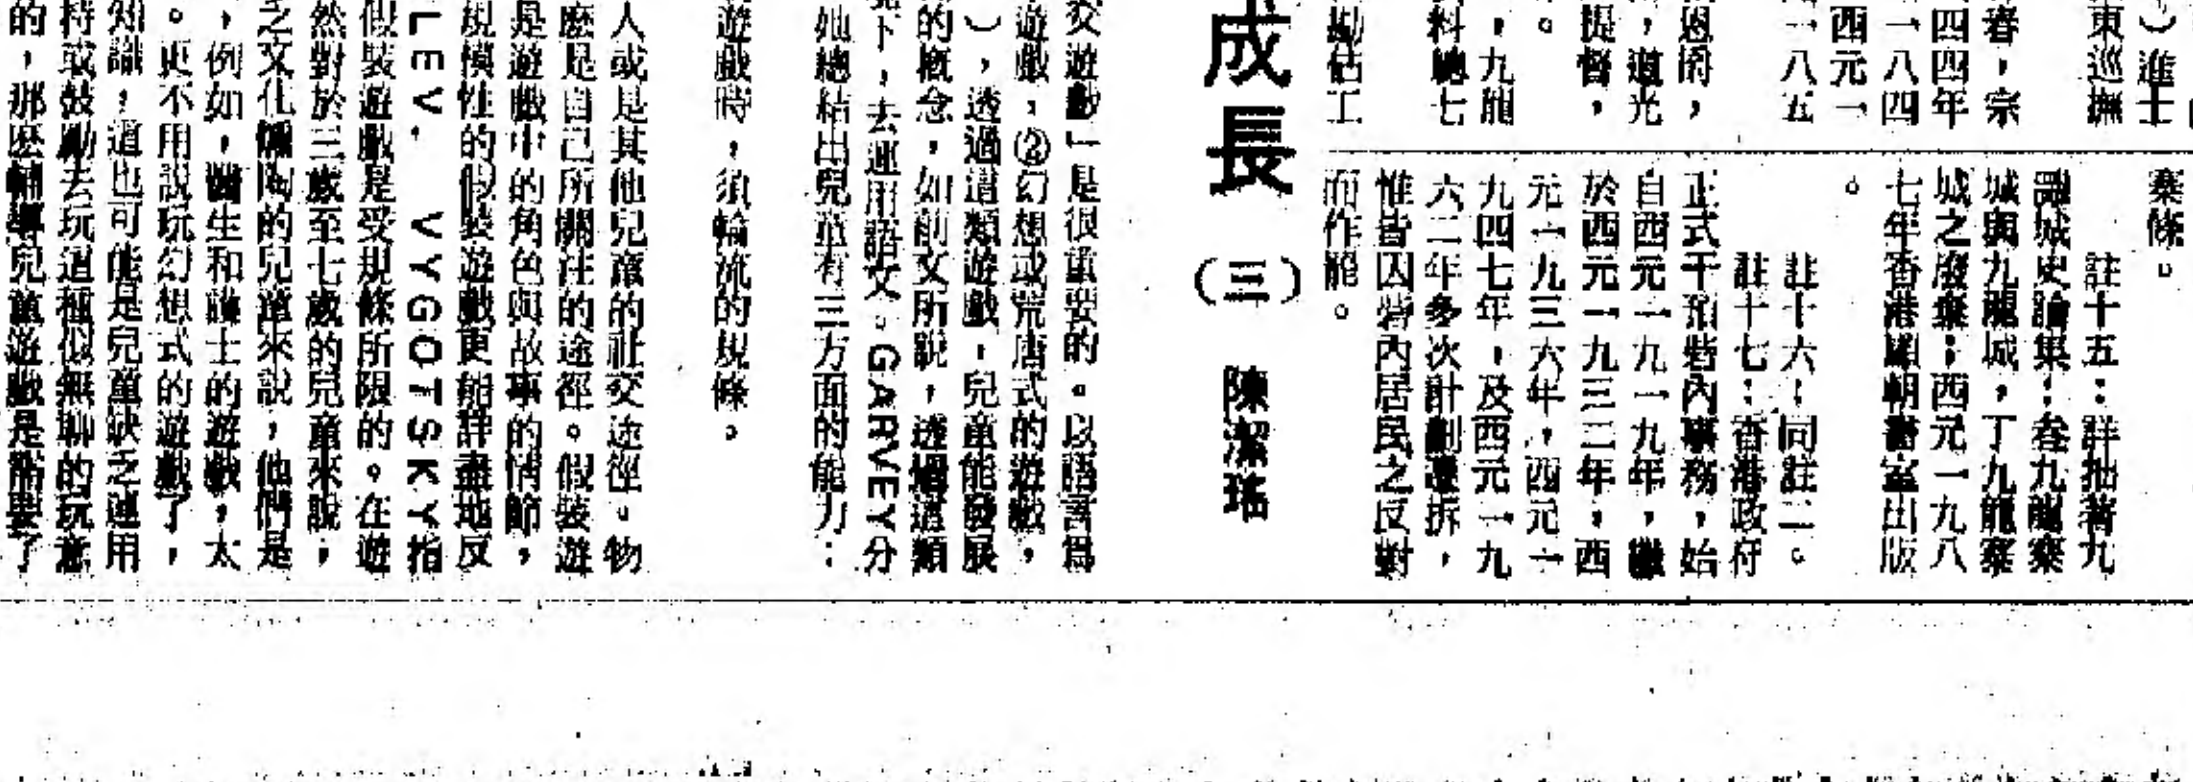 ）進士
東巡撫
春，宗
四四年
一八四
西元一
一八五
恩爵，
，道光
提督，
。
，九龍
料馳七
勘估工
寨條。
註十五：詳拙著九
龍城史論集：叁九龍寨
城與九龍城，丁九龍寨
城之廢棄；西元一九八
七年香港顯朝書室出版
。
註十六：同註二。
註十七：香港政府
正式干預砦內事務，始
自西元一九一九年，繼
於西元一九三三年，西
元一九三六年，西元一
九四七年，及西元一九
六二年多次計劃遷拆，
惟皆因砦內居民之反對
而作罷。
成長（三） 陳潔瑤
交遊戲」是很重要的。以語言為
遊戲，②幻想或荒唐式的遊戲，
），透過這類遊戲，兒童能發展
的概念，如前文所說，透過這類
下，去運用語文。GARVEY分
她總結出兒童有三方面的能力：
遊戲時，須輪流的規條。
人或是其他兒童的社交途徑。物
麼是自己所關注的途徑。假裝遊
是遊戲中的角色與故事的情節，
規模性的假裝遊戲更能詳盡地反
LEV. VYGOTSKY指
假裝遊戲是受規條所限的。在遊
然對於三歲至七歲的兒童來說，
之文化薰陶的兒童來說，他們是
，例如，醫生和護士的遊戲，太
。更不用說玩幻想式的遊戲了，
知識，這也可能是兒童缺乏運用
持或鼓勵去玩這種似無聊的玩意
的，那麼輔導兒童遊戲是需要了